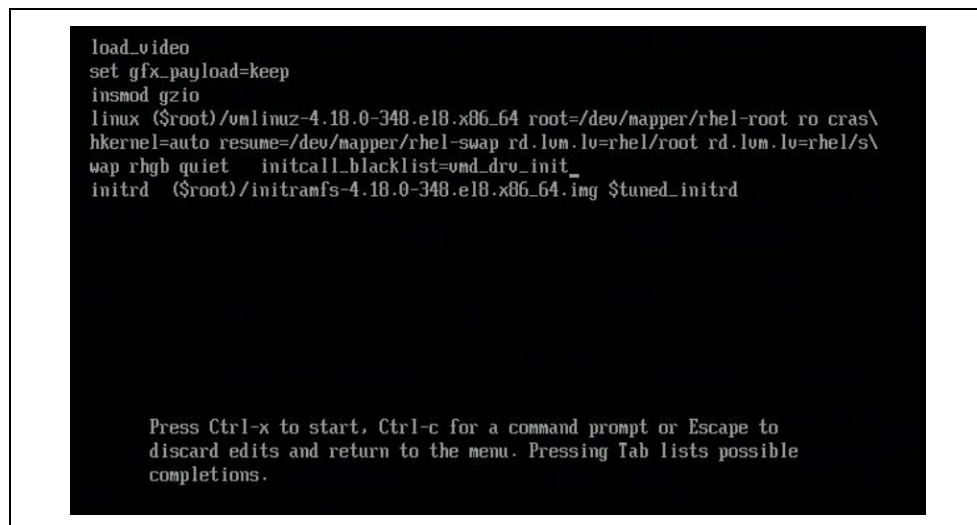 load_video
set gfx_payload=keep
insmod gzio
linux ($root)/vmlinuz-4.18.0-348.el8.x86_64 root=/dev/mapper/rhel-root ro cras\
hkernel=auto resume=/dev/mapper/rhel-swap rd.lvm.lv=rhel/root rd.lvm.lv=rhel/s\
wap rhgb quiet   initcall_blacklist=vmd_drv_init_
initrd  ($root)/initramfs-4.18.0-348.el8.x86_64.img $tuned_initrd
Press Ctrl-x to start, Ctrl-c for a command prompt or Escape to
discard edits and return to the menu. Pressing Tab lists possible
completions.